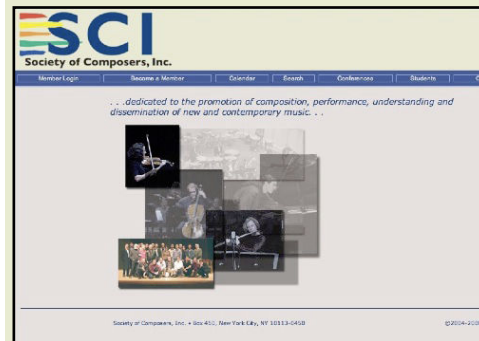 SCI
Society of Composers, Inc.
Member Login Become a Member Calendar Search Conferences Students
. . .dedicated to the promotion of composition, performance, understanding and
dissemination of new and contemporary music. . .
Society of Composers, Inc. • Box 450, New York City, NY 10113-0450